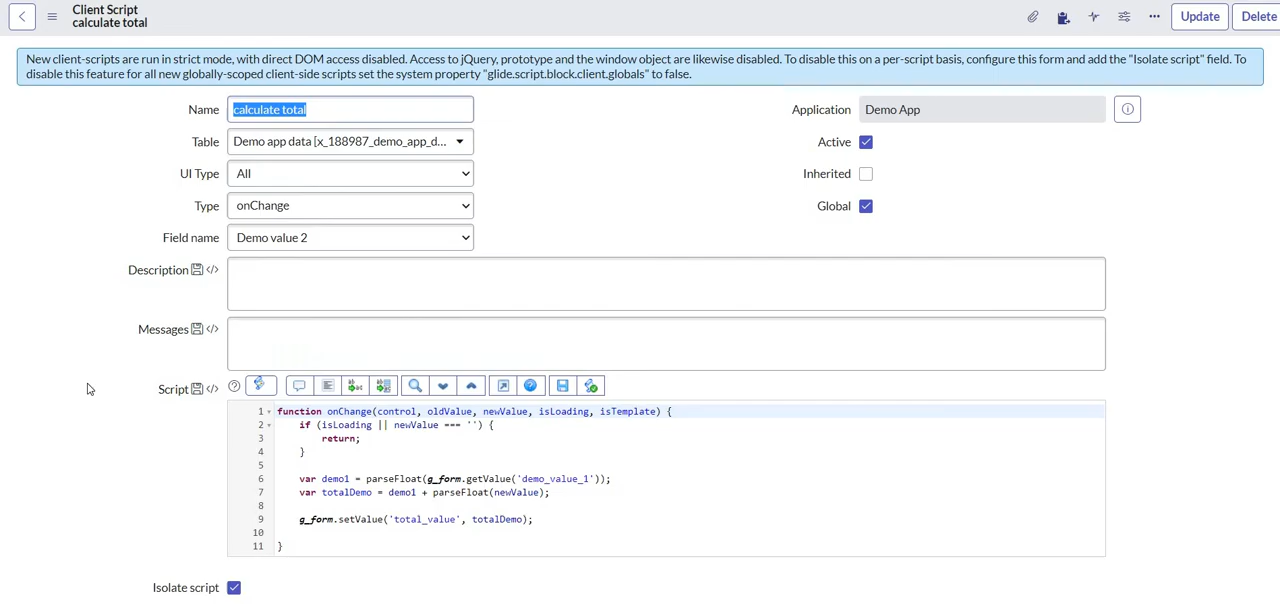 Client Script
calculate total
Update
Delete
New client-scripts are run in strict mode, with direct DOM access disabled. Access to jQuery, prototype and the window object are likewise disabled. To disable this on a per-script basis, configure this form and add the "Isolate script" field. To
disable this feature for all new globally-scoped client-side scripts set the system property "glide.script.block.client.globals" to false.
Name calculate total
Application Demo App
Table Demo app data [x_188987_demo_app_d...
Active
UI Type All
Inherited
Type onChange
Global
Field name Demo value 2
Description </>
Messages </>
Script </>
1 function onChange(control, oldValue, newValue, isLoading, isTemplate) {
2 if (isLoading || newValue === '') {
3 return;
4 }
5
6 var demo1 = parseFloat(g_form.getValue('demo_value_1'));
7 var totalDemo = demo1 + parseFloat(newValue);
8
9 g_form.setValue('total_value', totalDemo);
10
11 }
Isolate script